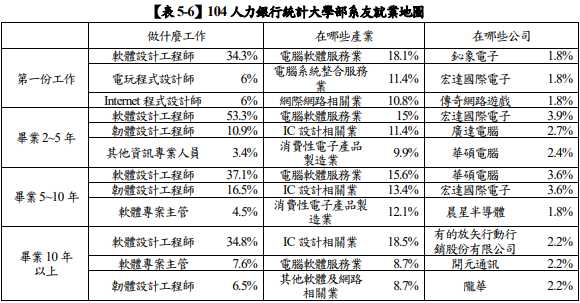 【表 5-6】104 人力銀行統計大學部系友就業地圖
做什麼工作 在哪些產業 在哪些公司
第一份工作
軟體設計工程師 34.3% 電腦軟體服務業 18.1% 鈊象電子 1.8%
電玩程式設計師 6% 電腦系統整合服務業 11.4% 宏達國際電子 1.8%
Internet 程式設計師 6% 網際網路相關業 10.8% 傳奇網路遊戲 1.8%
畢業 2~5 年
軟體設計工程師 53.3% 電腦軟體服務業 15% 宏達國際電子 3.9%
韌體設計工程師 10.9% IC 設計相關業 11.4% 廣達電腦 2.7%
其他資訊專業人員 3.4% 消費性電子產品製造業 9.9% 華碩電腦 2.4%
畢業 5~10 年
軟體設計工程師 37.1% 電腦軟體服務業 15.6% 華碩電腦 3.6%
韌體設計工程師 16.5% IC 設計相關業 13.4% 宏達國際電子 3.6%
軟體專案主管 4.5% 消費性電子產品製造業 12.1% 晨星半導體 1.8%
畢業 10 年以上
軟體設計工程師 34.8% IC 設計相關業 18.5% 有的放矢行動行銷股份有限公司 2.2%
軟體專案主管 7.6% 電腦軟體服務業 8.7% 開元通訊 2.2%
韌體設計工程師 6.5% 其他軟體及網路相關業 8.7% 隴華 2.2%